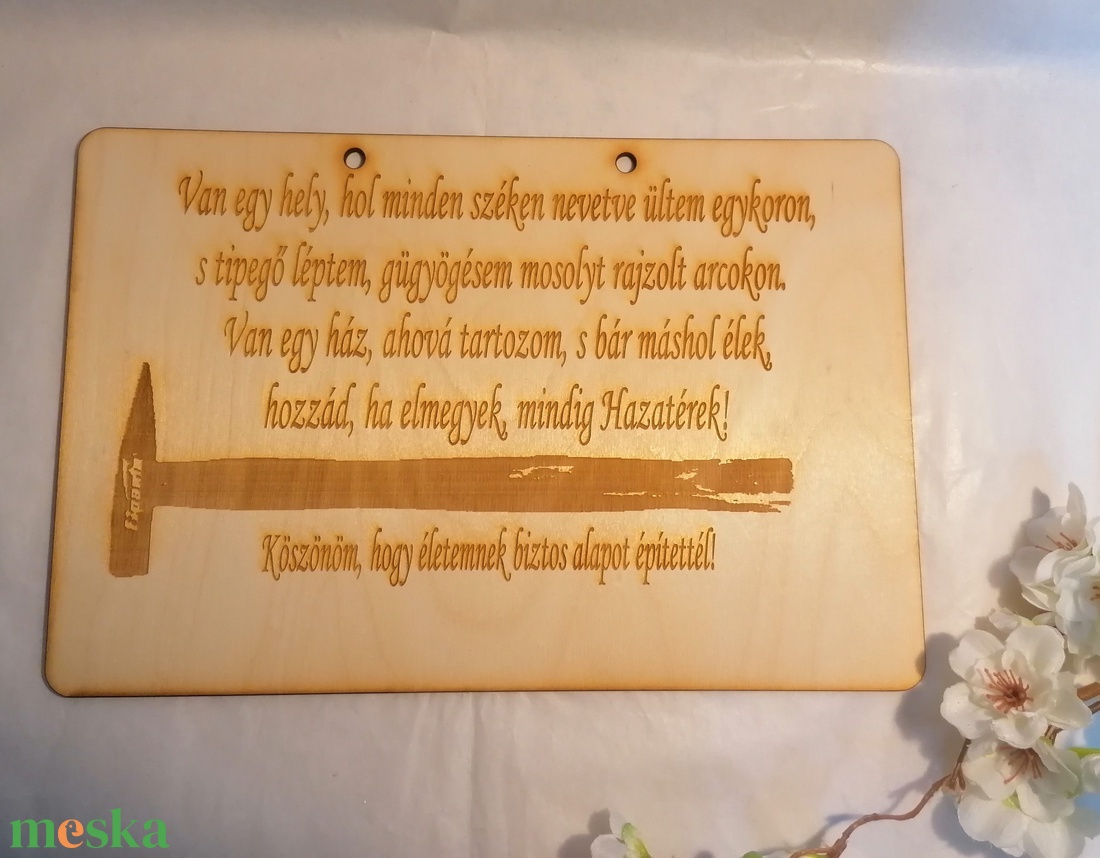 Van egy hely, hol minden széken nevetve ültem egykoron,
s tipegő léptem, gügyögésem mosolyt rajzolt arcokon.
Van egy ház, ahová tartozom, s bár máshol élek,
hozzád, ha elmegyek, mindig Hazatérek!
Köszönöm, hogy életemnek biztos alapot építettél!
meska